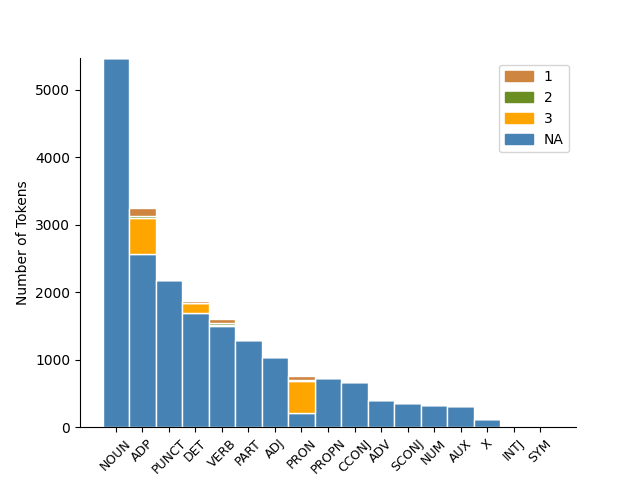 1
2
3
NA
Number of Tokens
5000
4000
3000
2000
1000
0
NOUN
ADP
PUNCT
DET
VERB
PART
ADJ
PRON
PROPN
CCONJ
ADV
SCONJ
NUM
AUX
X
INTJ
SYM